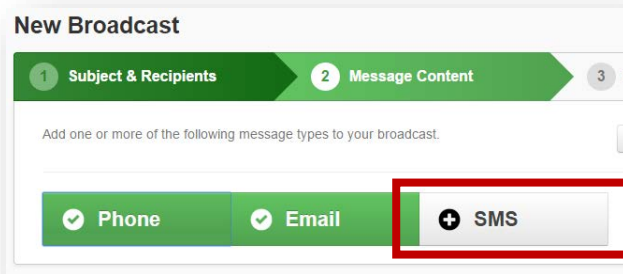 New Broadcast
1 Subject & Recipients 2 Message Content 3
Add one or more of the following message types to your broadcast.
Phone Email SMS